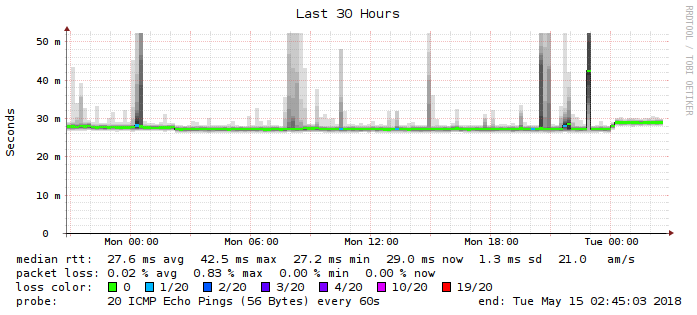 Last 30 Hours
RRDTOOL / TOBI OETIKER
Seconds
50 m
40 m
30 m
20 m
10 m
0
Mon 00:00 Mon 06:00 Mon 12:00 Mon 18:00 Tue 00:00
median rtt: 27.6 ms avg 42.5 ms max 27.2 ms min 29.0 ms now 1.3 ms sd 21.0 am/s
packet loss: 0.02 % avg 0.83 % max 0.00 % min 0.00 % now
loss color: 0 1/20 2/20 3/20 4/20 10/20 19/20
probe: 20 ICMP Echo Pings (56 Bytes) every 60s end: Tue May 15 02:45:03 2018